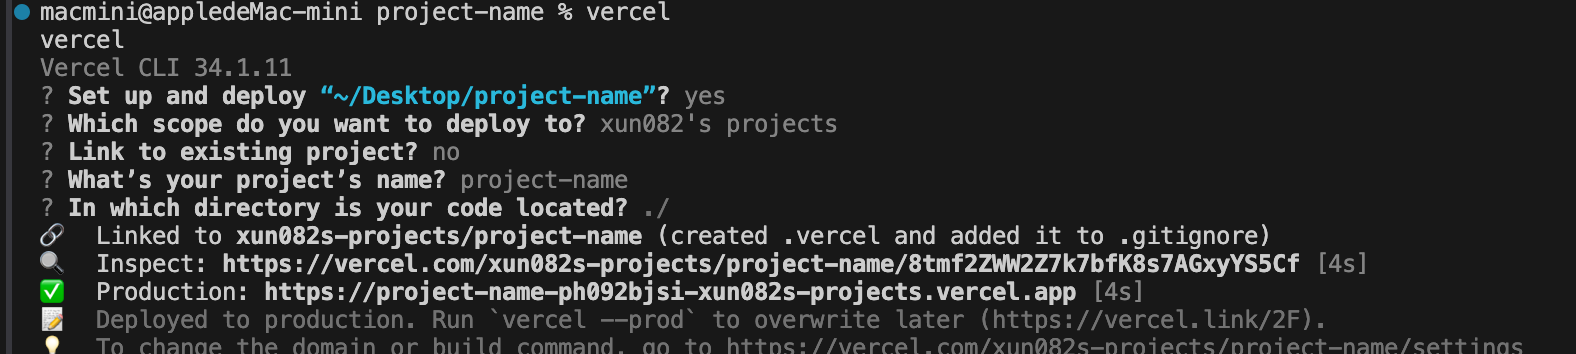 macmini@appledeMac-mini project-name % vercel
vercel
Vercel CLI 34.1.11
? Set up and deploy “~/Desktop/project-name”? yes
? Which scope do you want to deploy to? xun082's projects
? Link to existing project? no
? What’s your project’s name? project-name
? In which directory is your code located? ./
🔗 Linked to xun082s-projects/project-name (created .vercel and added it to .gitignore)
🔍 Inspect: https://vercel.com/xun082s-projects/project-name/8tmf2ZWW2Z7k7bfK8s7AGxyYS5Cf [4s]
✅ Production: https://project-name-ph092bjsi-xun082s-projects.vercel.app [4s]
📝 Deployed to production. Run `vercel --prod` to overwrite later (https://vercel.link/2F).
💡 To change the domain or build command, go to https://vercel.com/xun082s-projects/project-name/settings